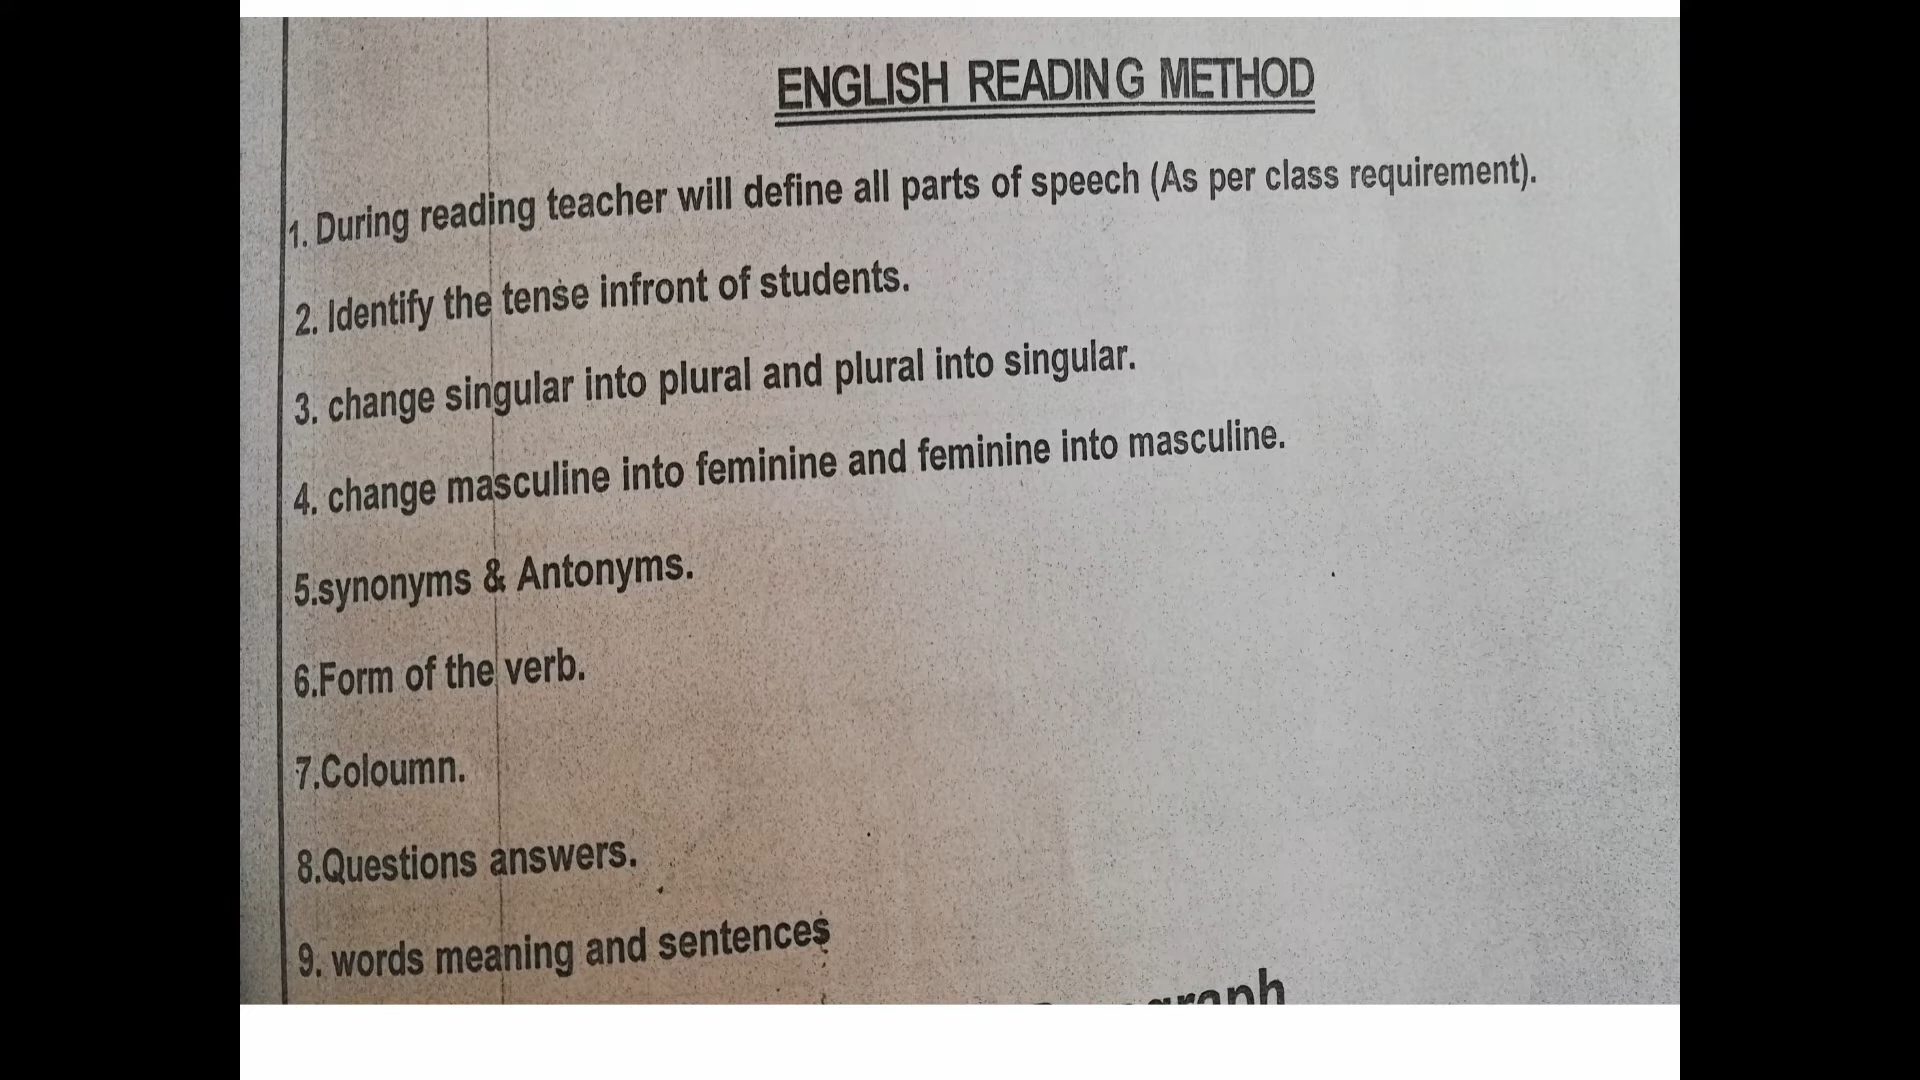 ENGLISH READING METHOD
1. During reading teacher will define all parts of speech (As per class requirement).
2. Identify the tense infront of students.
3. change singular into plural and plural into singular.
4. change masculine into feminine and feminine into masculine.
5.synonyms & Antonyms.
6.Form of the verb.
7.Coloumn.
8.Questions answers.
9. words meaning and sentences